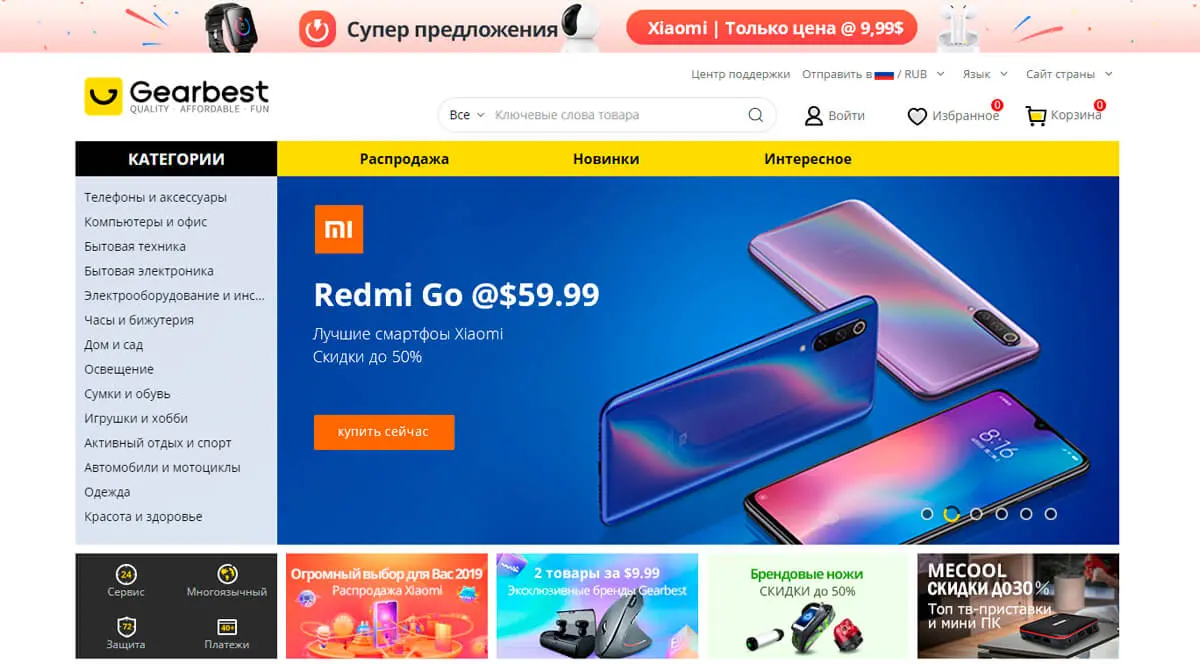 Супер предложения
Xiaomi | Только цена @ 9,99$
Центр поддержки Отправить в / RUB Язык Сайт страны
Gearbest
QUALITY · AFFORDABLE · FUN
Все Ключевые слова товара
Войти
Избранное 0
Корзина 0
КАТЕГОРИИ
Распродажа Новинки Интересное
Телефоны и аксессуары
Компьютеры и офис
Бытовая техника
Бытовая электроника
Электрооборудование и инс...
Часы и бижутерия
Дом и сад
Освещение
Сумки и обувь
Игрушки и хобби
Активный отдых и спорт
Автомобили и мотоциклы
Одежда
Красота и здоровье
MI
Redmi Go @$59.99
Лучшие смартфоы Xiaomi
Скидки до 50%
купить сейчас
8:16
24
Сервис
Многоязычный
72
Защита
40+
Платежи
Огромный выбор для Вас 2019
Распродажа Xiaomi
2 товары за $9.99
Эксклюзивные бренды Gearbest
Брендовые ножи
СКИДКИ до 50%
MECOOL
СКИДКИ ДО30%
Топ тв-приставки
и мини ПК